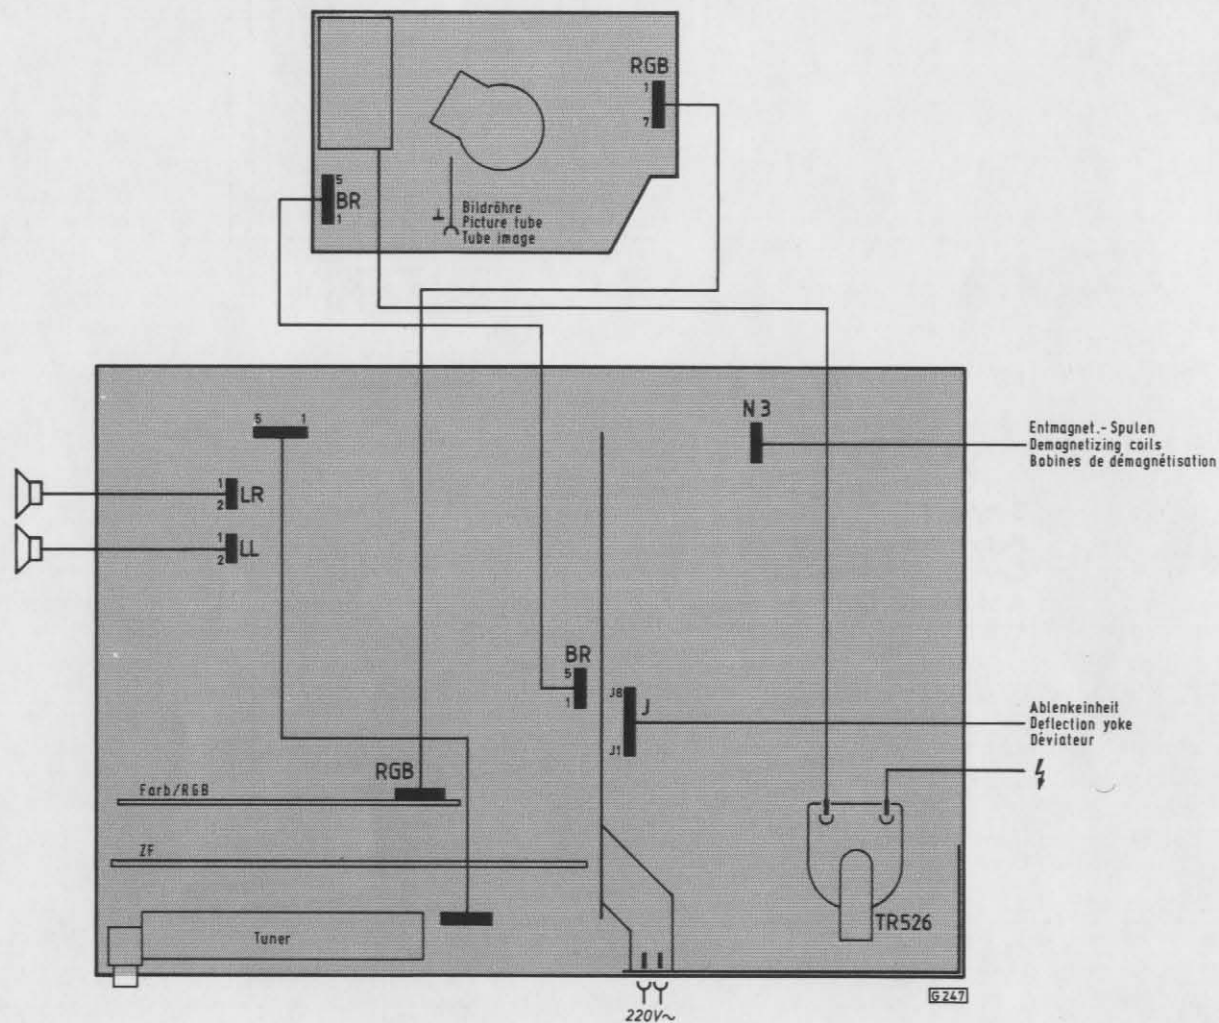 RGB
1
7
5
BR
1
Bildröhre
Picture tube
Tube image
N3
5 1
Entmagnet.-Spulen
Demagnetizing coils
Bobines de démagnétisation
1
2
LR
1
2
LL
BR
5
1
J8
J
J1
Ablenkeinheit
Deflection yoke
Déviateur
RGB
Farb/RGB
ZF
Tuner
TR526
G247
220V~